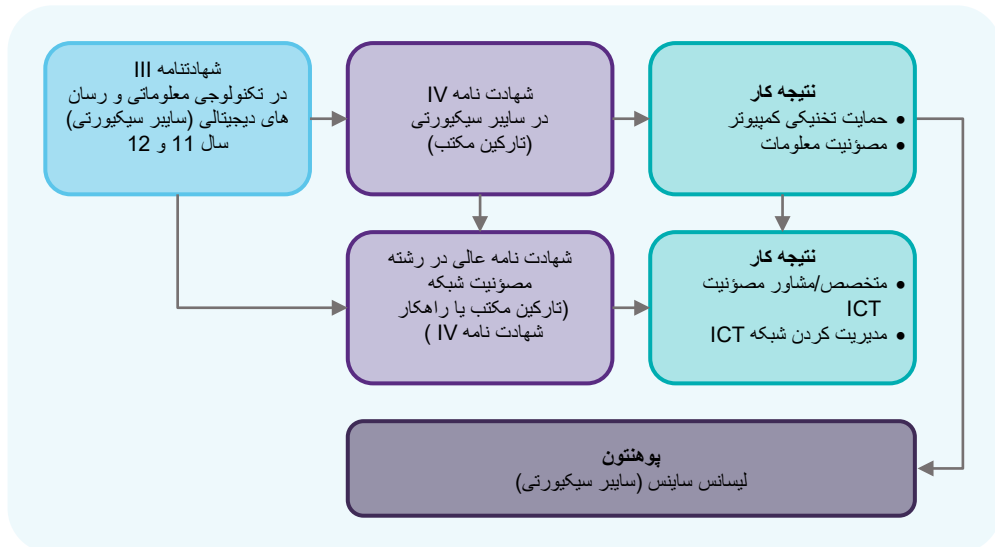 شهادتنامه III
در تکنولوجی معلوماتی و رسان
های دیجیتالی (سایبر سیکیورتی)
سال 11 و 12
شهادت نامه IV
در سایبر سیکیورتی
(تارکین مکتب)
نتیجه کار
• حمایت تخنیکی کمپیوتر
• مصؤنیت معلومات
شهادت نامه عالی در رشته
مصؤنیت شبکه
(تارکین مکتب یا راهکار
شهادت نامه IV )
نتیجه کار
• متخصص/مشاور مصؤنیت
ICT
• مدیریت کردن شبکه ICT
پوهنتون
لیسانس ساینس (سایبر سیکیورتی)